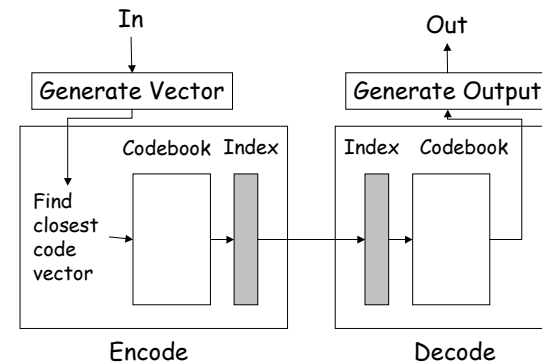 In
Out
Generate Vector
Generate Output
Codebook Index
Index Codebook
Find
closest
code
vector
Encode
Decode